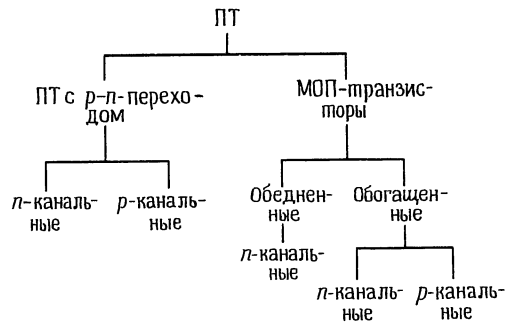 ПТ
ПТ с p-n-перехо-
дом
МОП-транзис-
торы
n-каналь-
ные
p-каналь-
ные
Обеднен-
ные
Обогащен-
ные
n-каналь-
ные
n-каналь-
ные
p-каналь-
ные